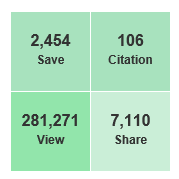 2,454 106
Save Citation
281,271 7,110
View Share